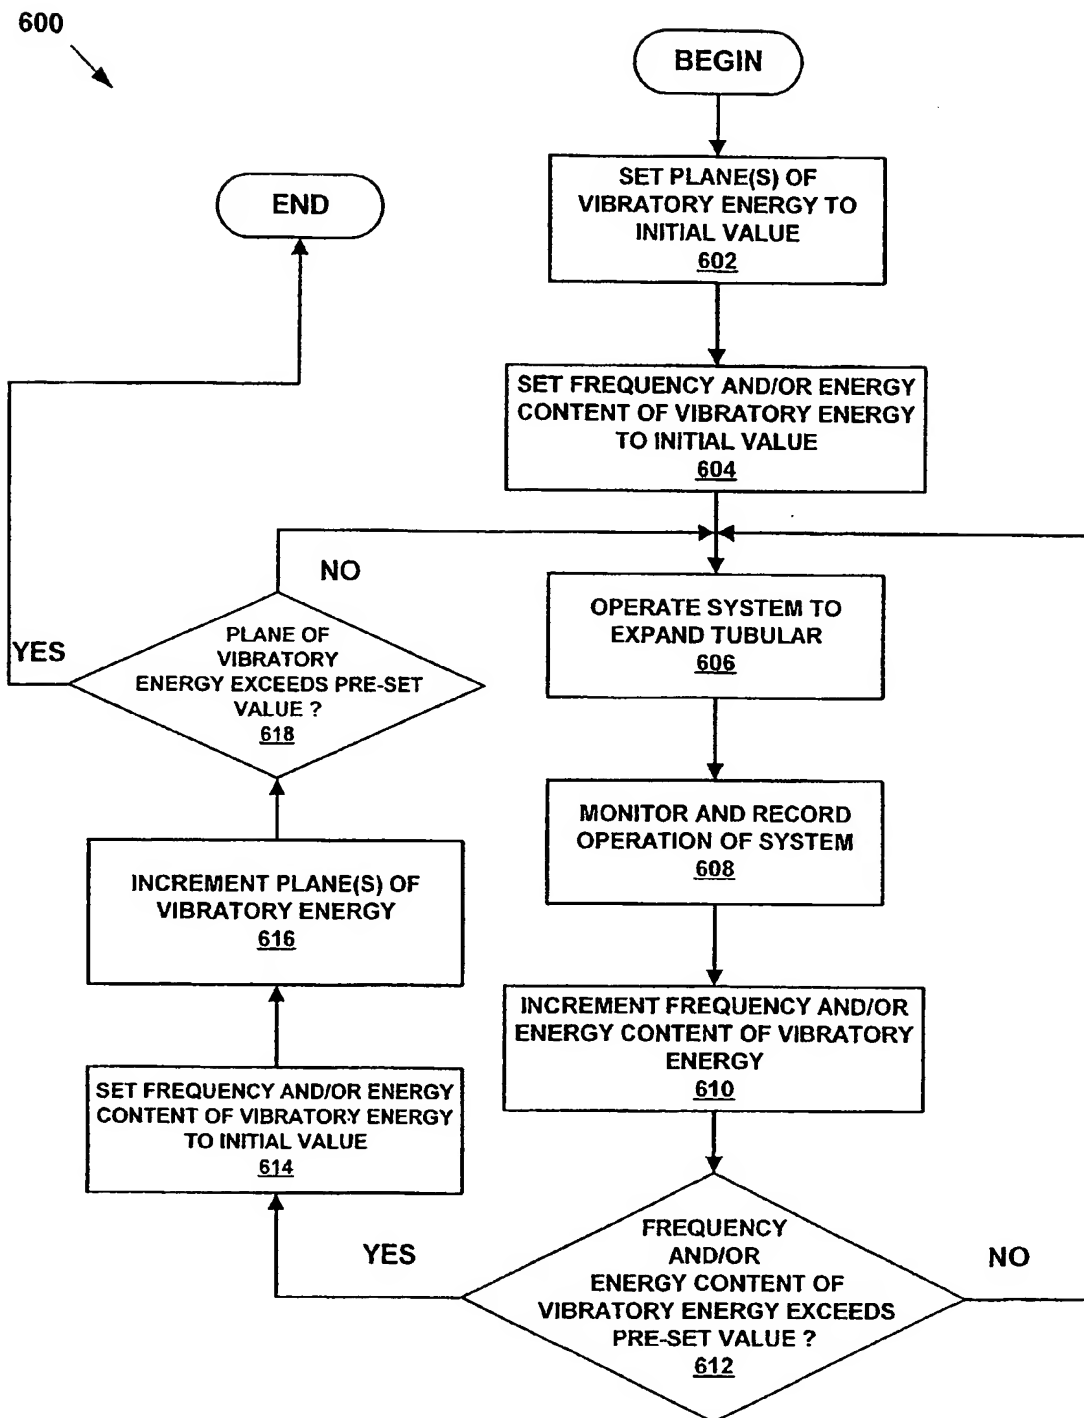 600
BEGIN
SET PLANE(S) OF
VIBRATORY ENERGY TO
INITIAL VALUE
602
END
SET FREQUENCY AND/OR ENERGY
CONTENT OF VIBRATORY ENERGY
TO INITIAL VALUE
604
NO
OPERATE SYSTEM TO
EXPAND TUBULAR
606
YES
PLANE OF
VIBRATORY
ENERGY EXCEEDS PRE-SET
VALUE ?
618
MONITOR AND RECORD
OPERATION OF SYSTEM
608
INCREMENT PLANE(S) OF
VIBRATORY ENERGY
616
INCREMENT FREQUENCY AND/OR
ENERGY CONTENT OF VIBRATORY
ENERGY
610
SET FREQUENCY AND/OR ENERGY
CONTENT OF VIBRATORY ENERGY
TO INITIAL VALUE
614
YES
FREQUENCY
AND/OR
ENERGY CONTENT OF
VIBRATORY ENERGY EXCEEDS
PRE-SET VALUE ?
612
NO